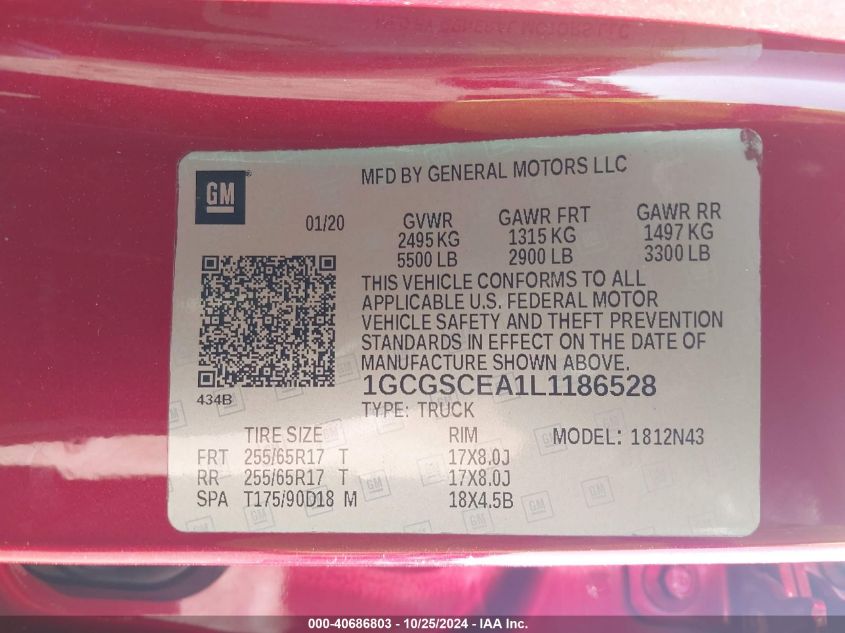 GM
®
MFD BY GENERAL MOTORS LLC
01/20
GVWR
2495 KG
5500 LB
GAWR FRT
1315 KG
2900 LB
GAWR RR
1497 KG
3300 LB
THIS VEHICLE CONFORMS TO ALL
APPLICABLE U.S. FEDERAL MOTOR
VEHICLE SAFETY AND THEFT PREVENTION
STANDARDS IN EFFECT ON THE DATE OF
MANUFACTURE SHOWN ABOVE.
434B
1GCGSCEA1L1186528
TYPE: TRUCK
TIRE SIZE RIM MODEL: 1812N43
FRT 255/65R17 T 17X8.0J
RR 255/65R17 T 17X8.0J
SPA T175/90D18 M 18X4.5B
000-40686803 - 10/25/2024 - IAA Inc.